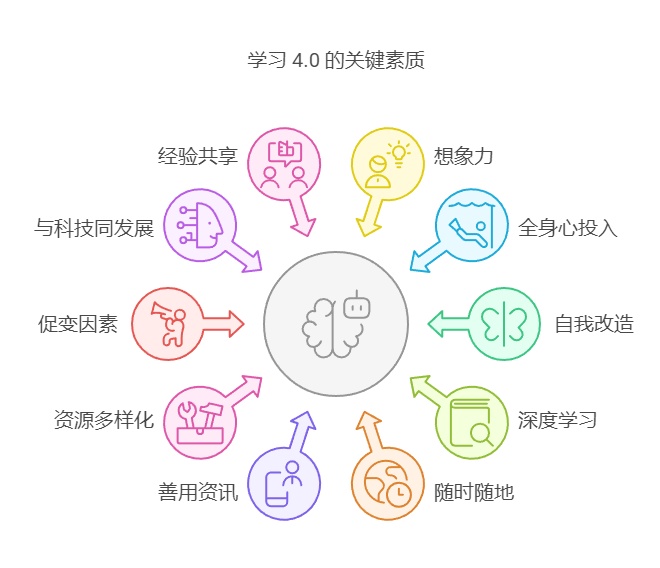 学习 4.0 的关键素质
经验共享
想象力
与科技同发展
全身心投入
促变因素
自我改造
资源多样化
深度学习
善用资讯
随时随地